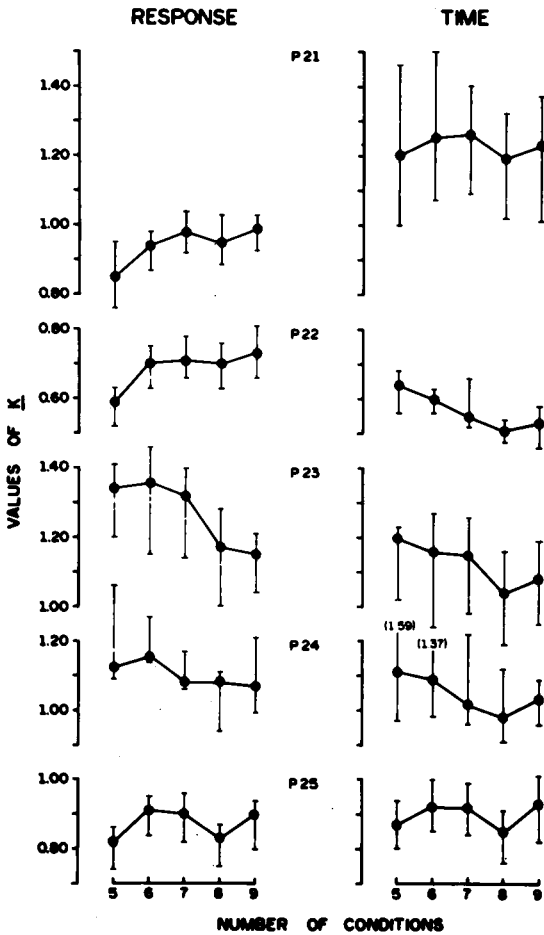 RESPONSE
TIME
P21
1.40
1.20
1.00
0.80
P22
0.80
0.60
P23
1.40
1.20
1.00
P24
(1.59)
(1.37)
1.20
1.00
P25
1.00
0.80
VALUES OF K
5 6 7 8 9
5 6 7 8 9
NUMBER OF CONDITIONS